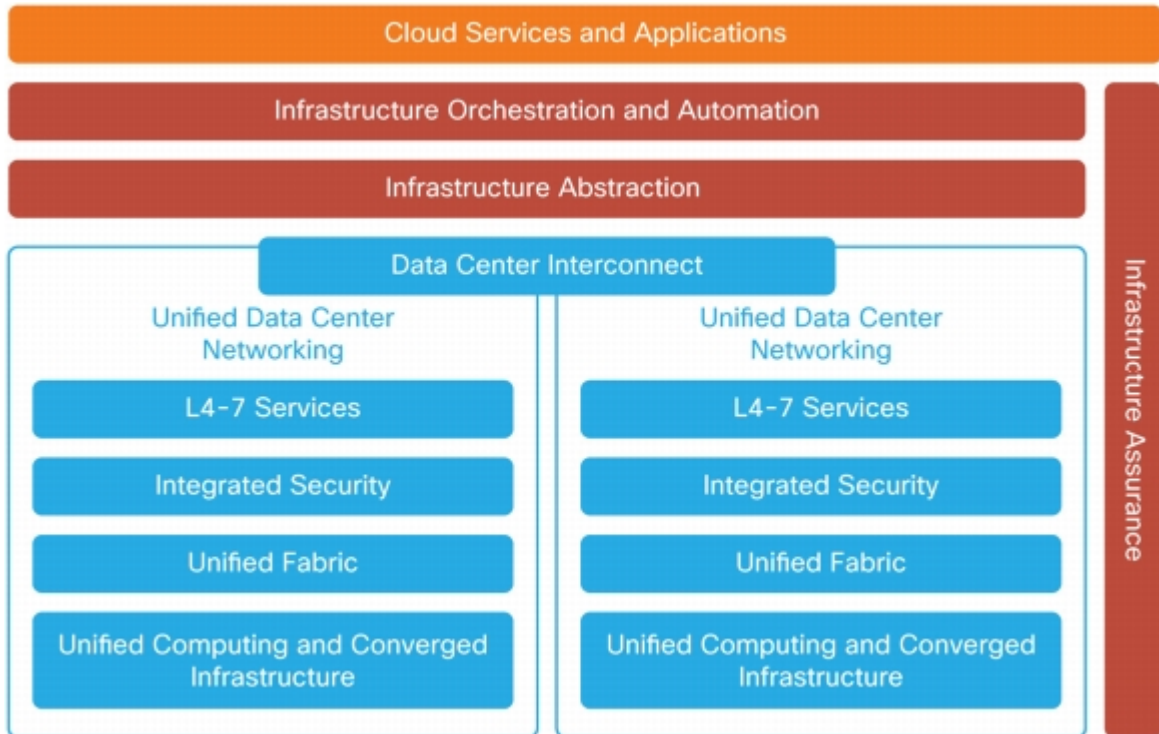 Cloud Services and Applications
Infrastructure Orchestration and Automation
Infrastructure Abstraction
Data Center Interconnect
Unified Data Center
Networking
L4-7 Services
Integrated Security
Unified Fabric
Unified Computing and Converged
Infrastructure
Unified Data Center
Networking
L4-7 Services
Integrated Security
Unified Fabric
Unified Computing and Converged
Infrastructure
Infrastructure Assurance